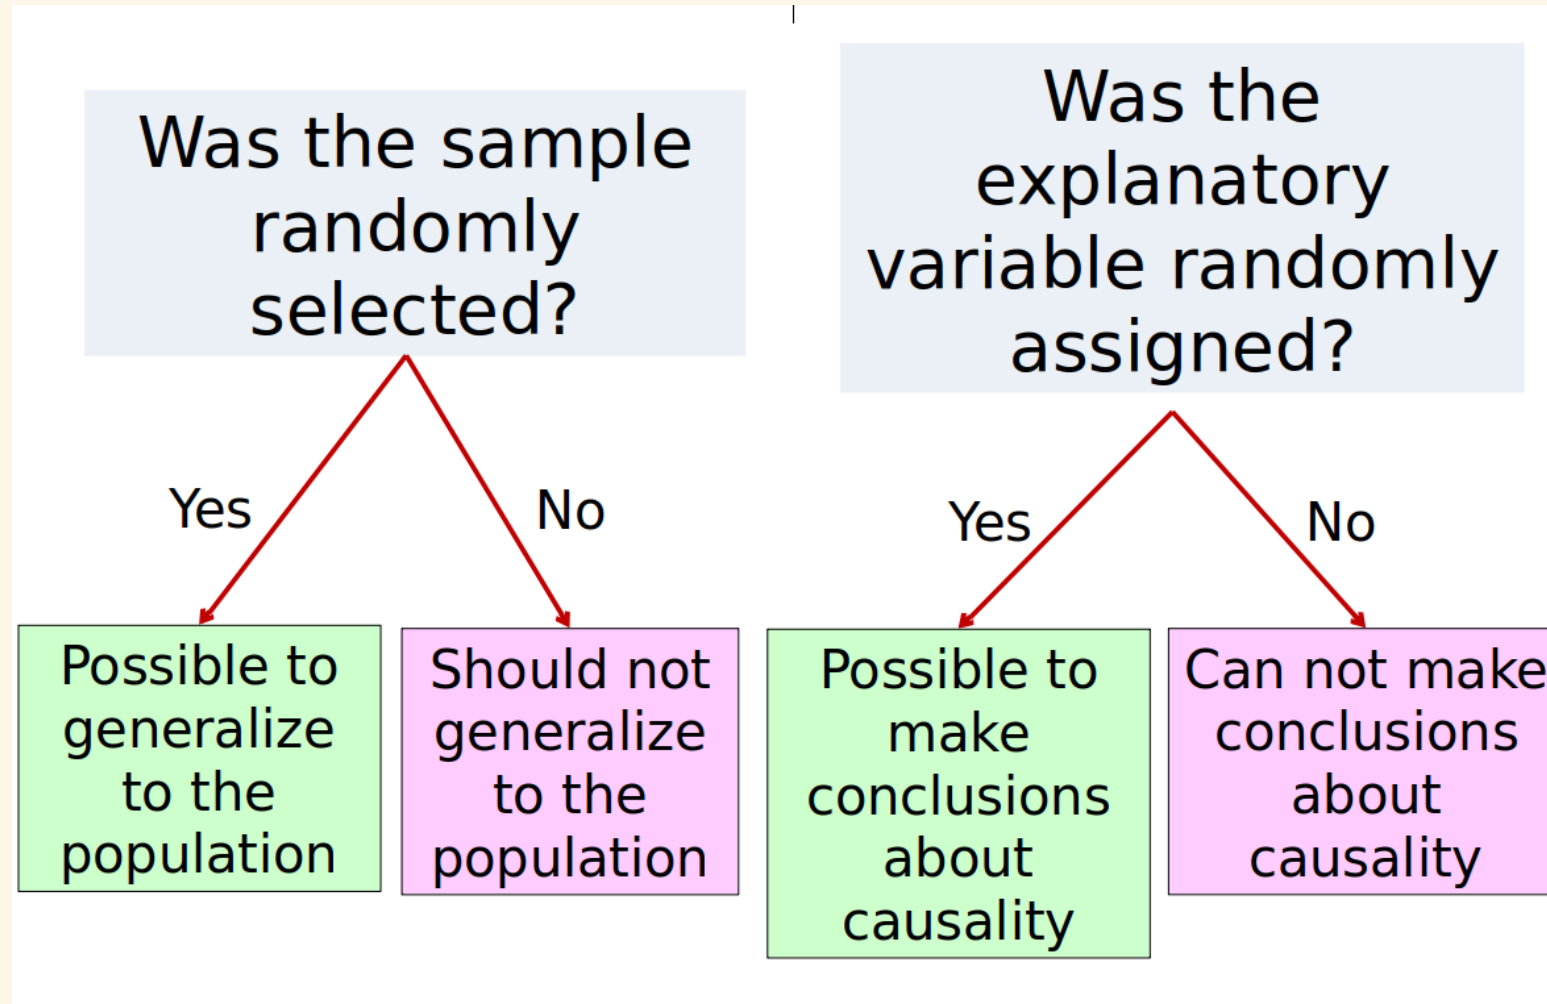 Was the sample
randomly
selected?
Yes
No
Possible to
generalize
to the
population
Should not
generalize
to the
population
Was the
explanatory
variable randomly
assigned?
Yes
No
Possible to
make
conclusions
about
causality
Can not make
conclusions
about
causality